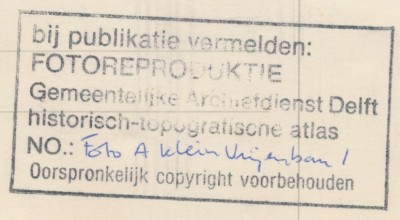 bij publikatie vermelden:
FOTOREPRODUKTIE
Gemeentelijke Archiefdienst Delft
historisch-topografische atlas
NO.: Foto A klein Vrijenban 1
Oorspronkelijk copyright voorbehouden